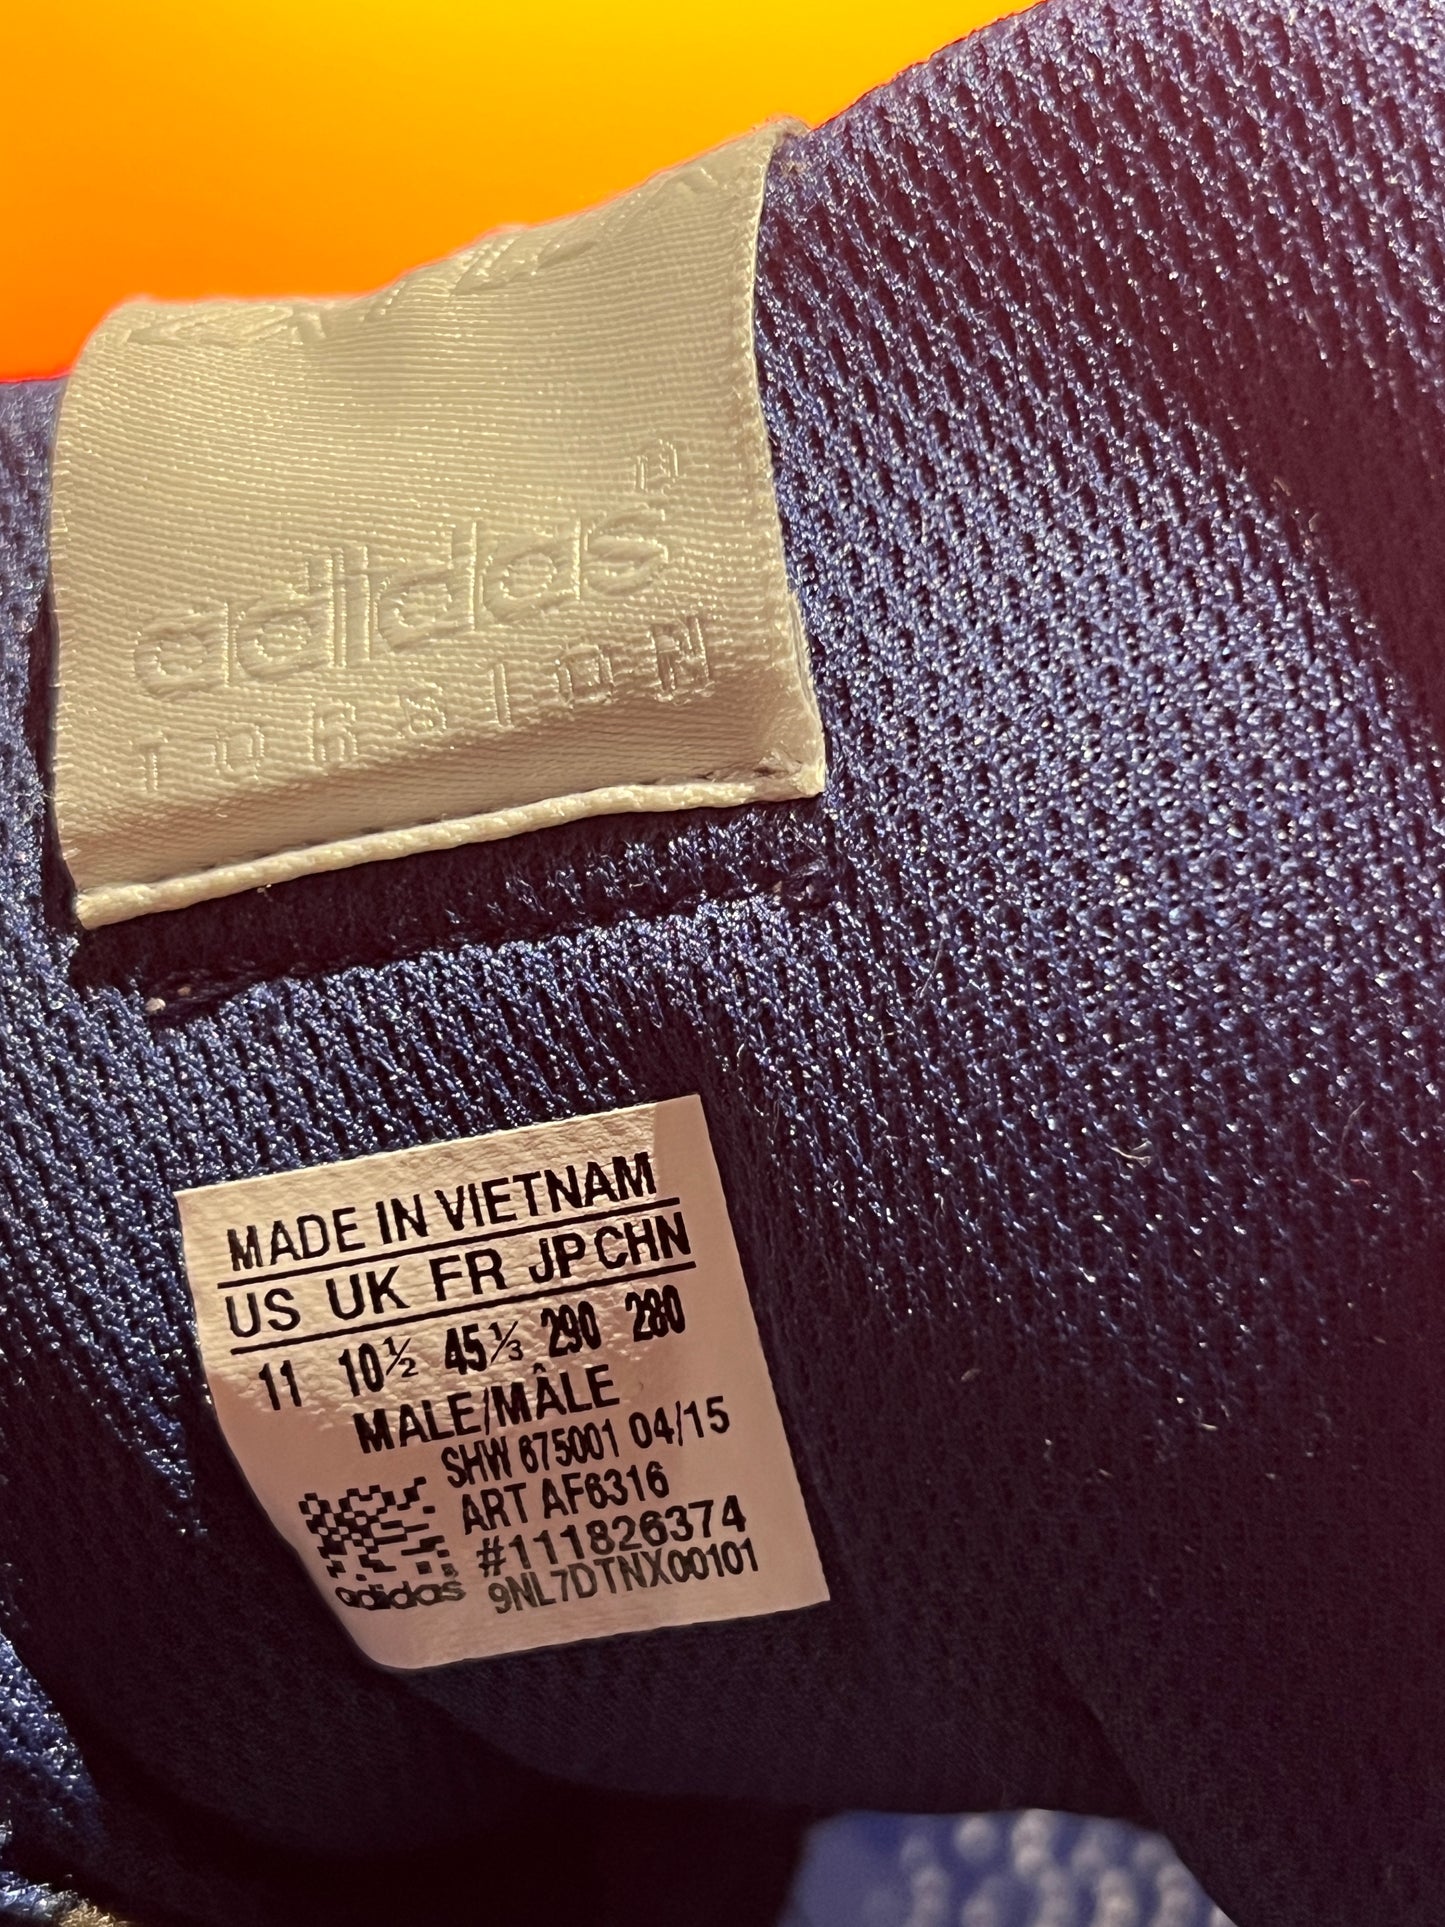 adidas
TORSION
MADE IN VIETNAM
US UK FR JP CHN
11 10½ 45⅓ 290 280
MALE/MÂLE
SHW 675001 04/15
ART AF6316
#111826374
adidas 9NL7DTNX00101